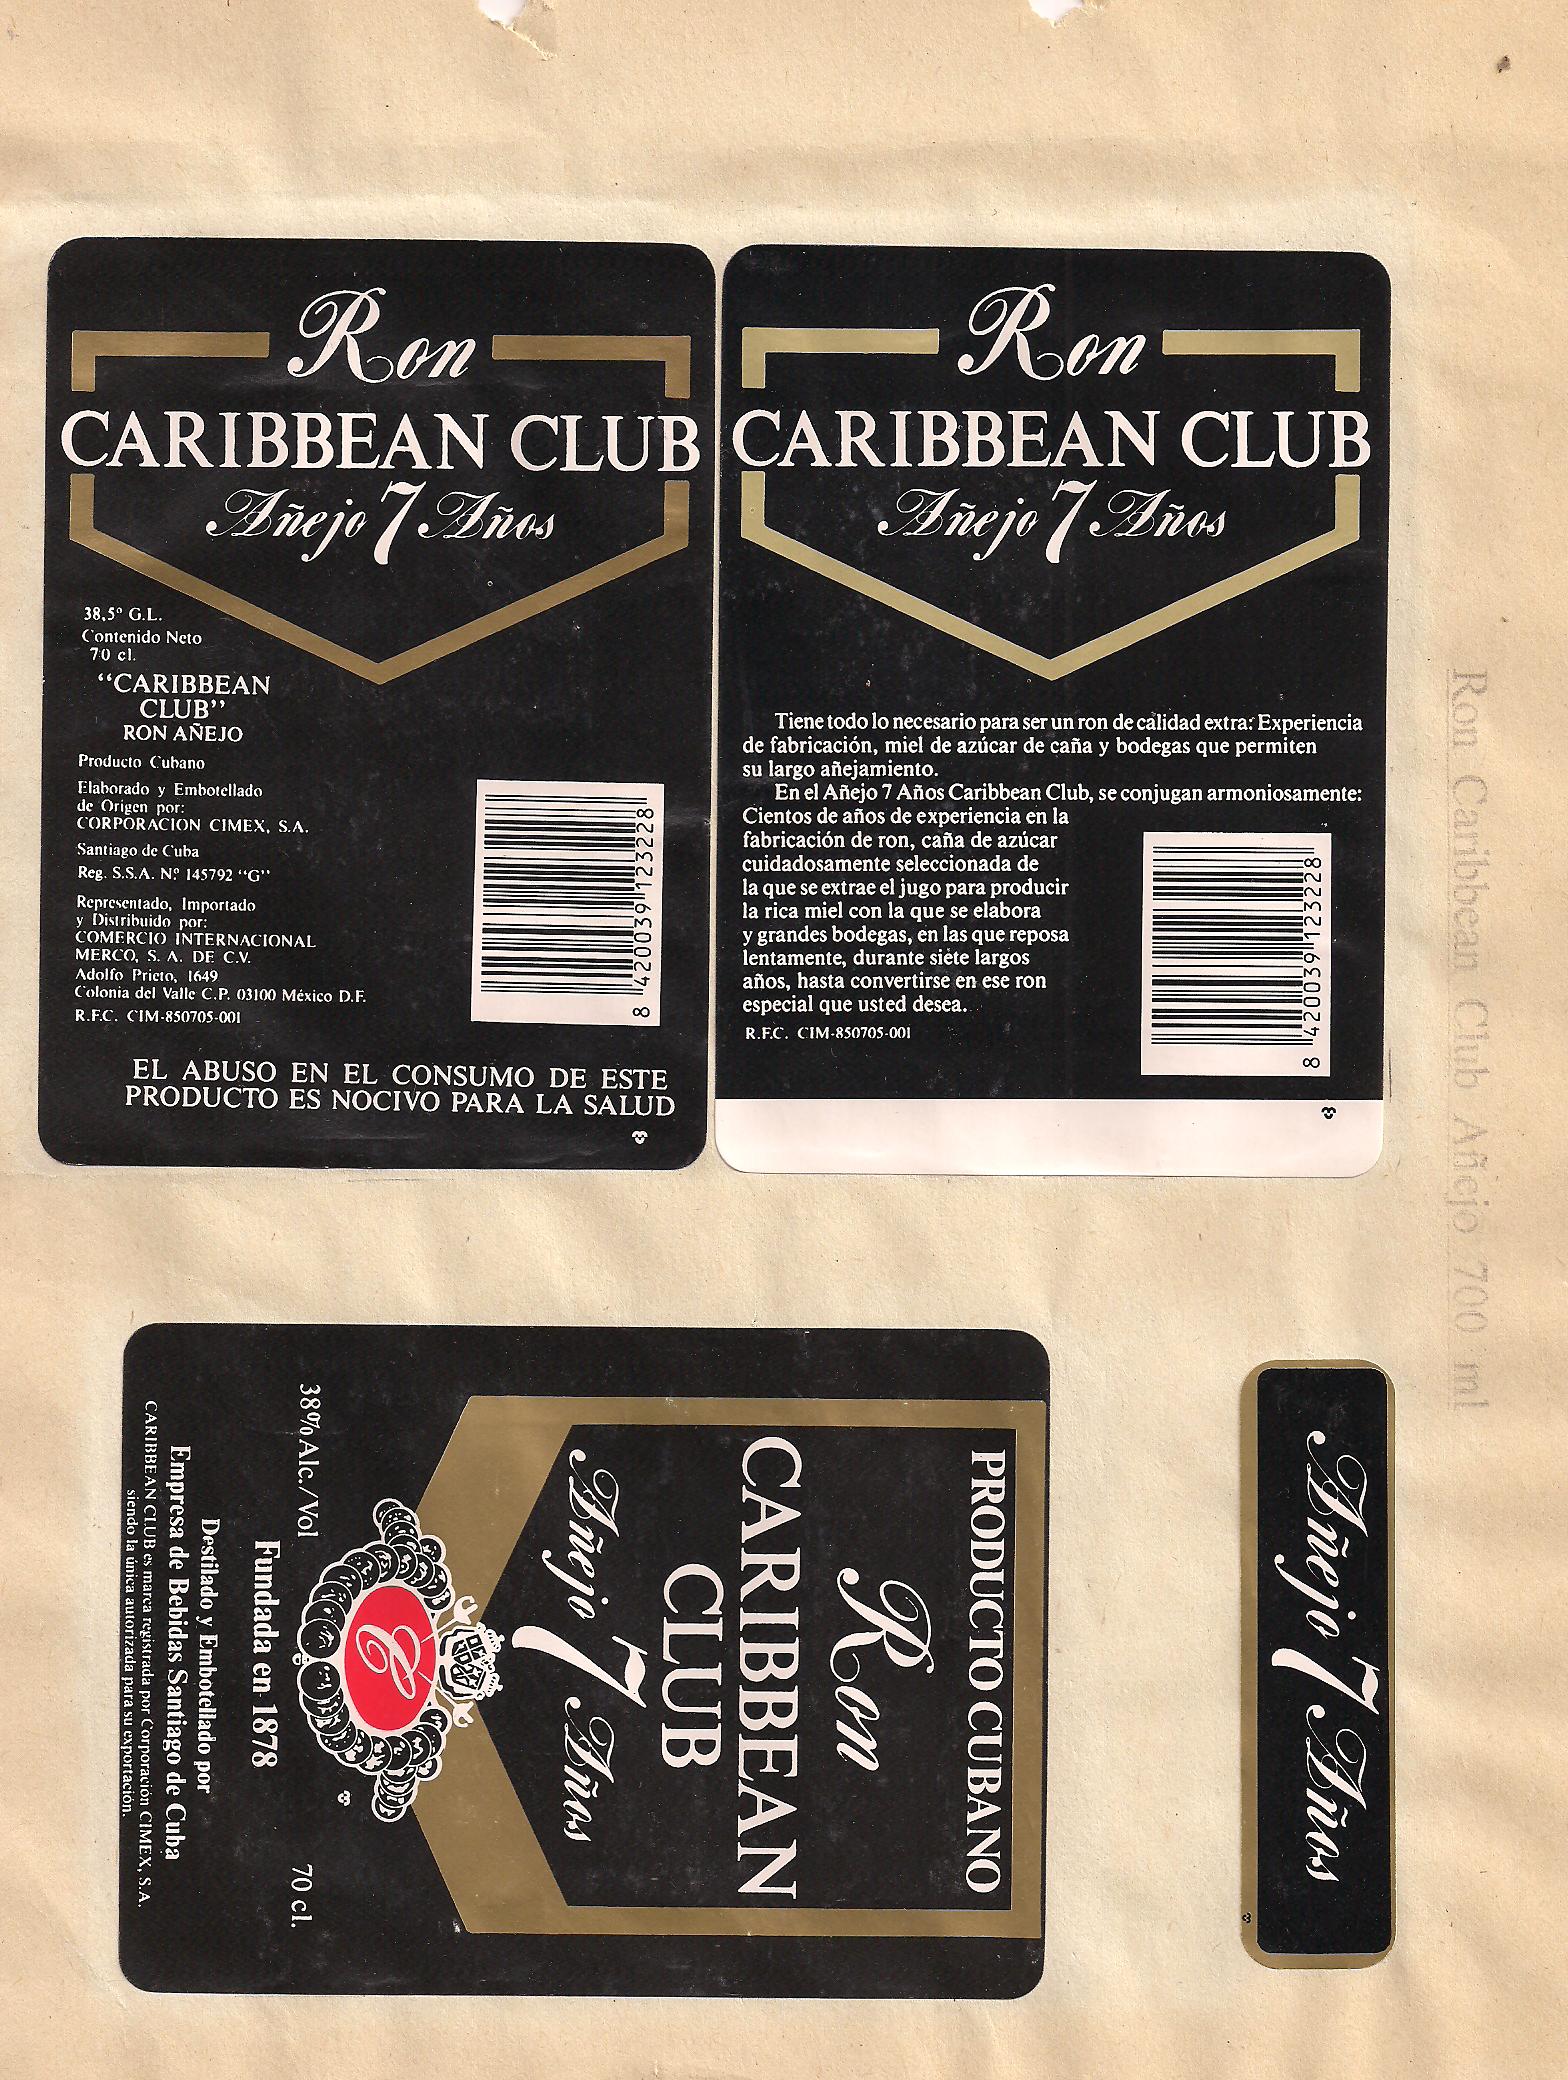 Ron
CARIBBEAN CLUB
Añejo 7 Años
38,5º G.L.
Contenido Neto
70 cl.
“CARIBBEAN
CLUB”
RON AÑEJO
Producto Cubano
Elaborado y Embotellado
de Origen por:
CORPORACION CIMEX, S.A.
Santiago de Cuba
Reg. S.S.A. Nº 145792 “G”
Representado, Importado
y Distribuido por:
COMERCIO INTERNACIONAL
MERCO, S. A. DE C.V.
Adolfo Prieto, 1649
Colonia del Valle C.P. 03100 México D.F.
R.F.C. CIM-850705-001
8 420039 123228
EL ABUSO EN EL CONSUMO DE ESTE
PRODUCTO ES NOCIVO PARA LA SALUD
Ron
CARIBBEAN CLUB
Añejo 7 Años
Tiene todo lo necesario para ser un ron de calidad extra: Experiencia
de fabricación, miel de azúcar de caña y bodegas que permiten
su largo añejamiento.
En el Añejo 7 Años Caribbean Club, se conjugan armoniosamente:
Cientos de años de experiencia en la
fabricación de ron, caña de azúcar
cuidadosamente seleccionada de
la que se extrae el jugo para producir
la rica miel con la que se elabora
y grandes bodegas, en las que reposa
lentamente, durante siete largos
años, hasta convertirse en ese ron
especial que usted desea.
R.F.C. CIM-850705-001
8 420039 123228
Ron Caribbean Club Añejo 700 ml
PRODUCTO CUBANO
Ron
CARIBBEAN
CLUB
Añejo 7 Años
C
38% Alc./Vol
70 cl.
Fundada en 1878
Destilado y Embotellado por
Empresa de Bebidas Santiago de Cuba
CARIBBEAN CLUB es marca registrada por Corporación CIMEX, S.A.
siendo la única autorizada para su exportación.
Añejo 7 Años